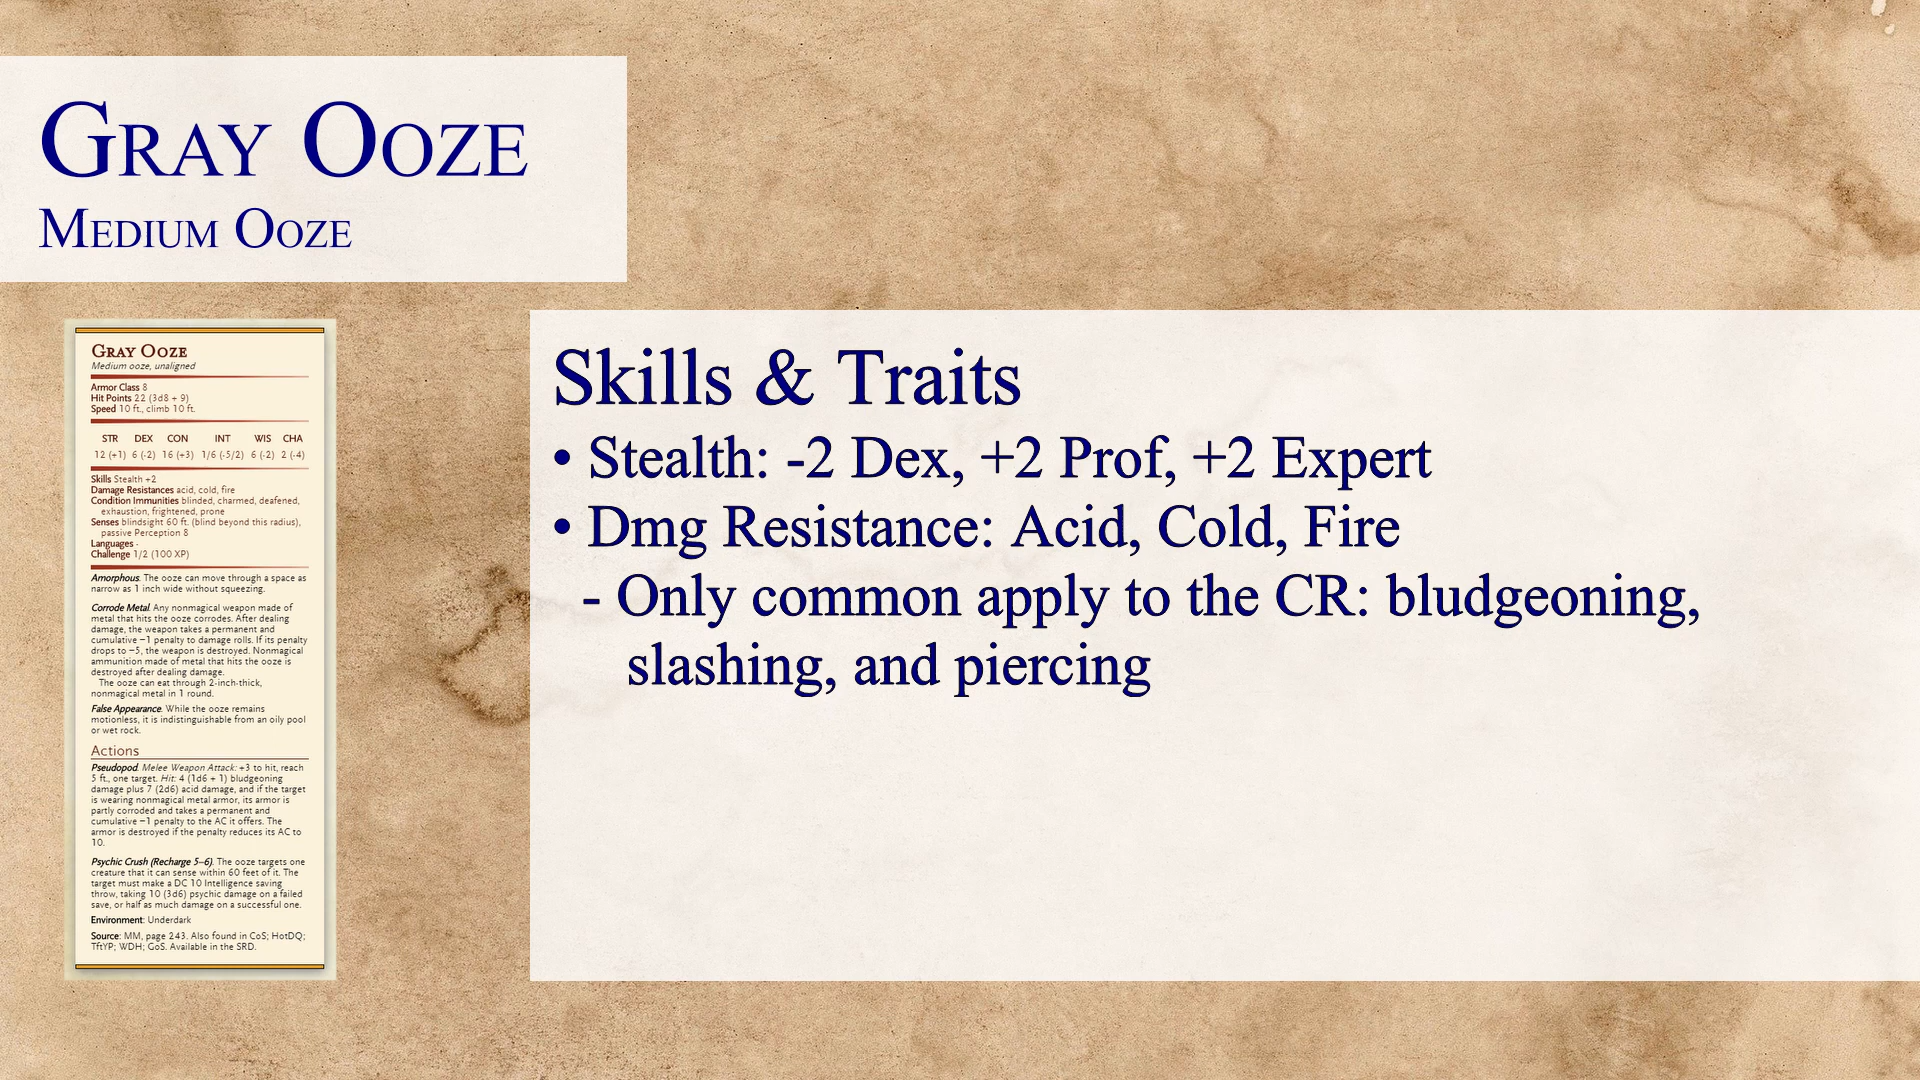 Gray Ooze
Medium Ooze
Gray Ooze
Medium ooze, unaligned
Armor Class 8
Hit Points 22 (3d8 + 9)
Speed 10 ft., climb 10 ft.
STR DEX CON INT WIS CHA
12 (+1) 6 (-2) 16 (+3) 1/6 (-5/2) 6 (-2) 2 (-4)
Skills Stealth +2
Damage Resistances acid, cold, fire
Condition Immunities blinded, charmed, deafened,
exhaustion, frightened, prone
Senses blindsight 60 ft. (blind beyond this radius),
passive Perception 8
Languages -
Challenge 1/2 (100 XP)
Amorphous. The ooze can move through a space as
narrow as 1 inch wide without squeezing.
Corrode Metal. Any nonmagical weapon made of
metal that hits the ooze corrodes. After dealing
damage, the weapon takes a permanent and
cumulative −1 penalty to damage rolls. If its penalty
drops to −5, the weapon is destroyed. Nonmagical
ammunition made of metal that hits the ooze is
destroyed after dealing damage.
The ooze can eat through 2-inch-thick,
nonmagical metal in 1 round.
False Appearance. While the ooze remains
motionless, it is indistinguishable from an oily pool
or wet rock.
Actions
Pseudopod. Melee Weapon Attack: +3 to hit, reach
5 ft., one target. Hit: 4 (1d6 + 1) bludgeoning
damage plus 7 (2d6) acid damage, and if the target
is wearing nonmagical metal armor, its armor is
partly corroded and takes a permanent and
cumulative −1 penalty to the AC it offers. The
armor is destroyed if the penalty reduces its AC to
10.
Psychic Crush (Recharge 5–6). The ooze targets one
creature that it can sense within 60 feet of it. The
target must make a DC 10 Intelligence saving
throw, taking 10 (3d6) psychic damage on a failed
save, or half as much damage on a successful one.
Environment: Underdark
Source: MM, page 243. Also found in CoS; HotDQ;
TftYP; WDH; GoS. Available in the SRD.
Skills & Traits
• Stealth: -2 Dex, +2 Prof, +2 Expert
• Dmg Resistance: Acid, Cold, Fire
- Only common apply to the CR: bludgeoning,
slashing, and piercing